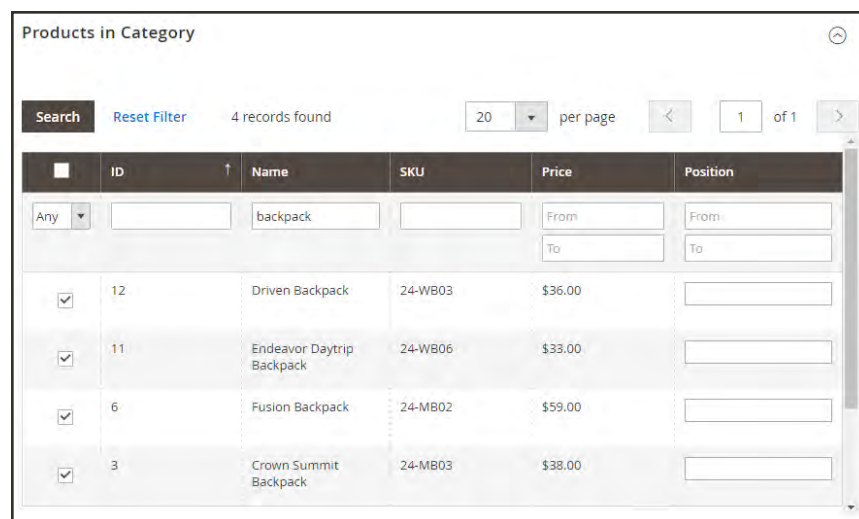 Products in Category
Search Reset Filter 4 records found 20 per page 1 of 1
ID ↑ Name SKU Price Position
Any backpack From From
To To
12 Driven Backpack 24-WB03 $36.00
11 Endeavor Daytrip 24-WB06 $33.00
Backpack
6 Fusion Backpack 24-MB02 $59.00
3 Crown Summit 24-MB03 $38.00
Backpack